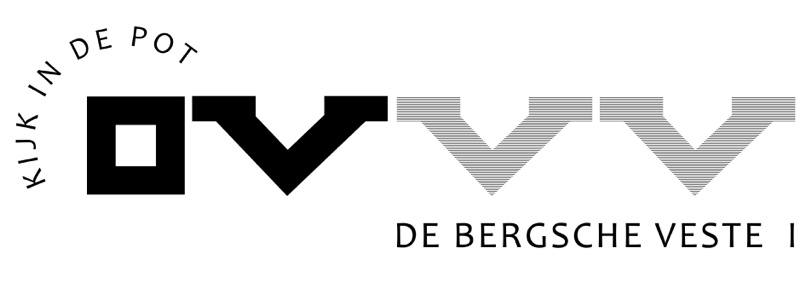 KIJK IN DE POT
OVVV
DE BERGSCHE VESTE I